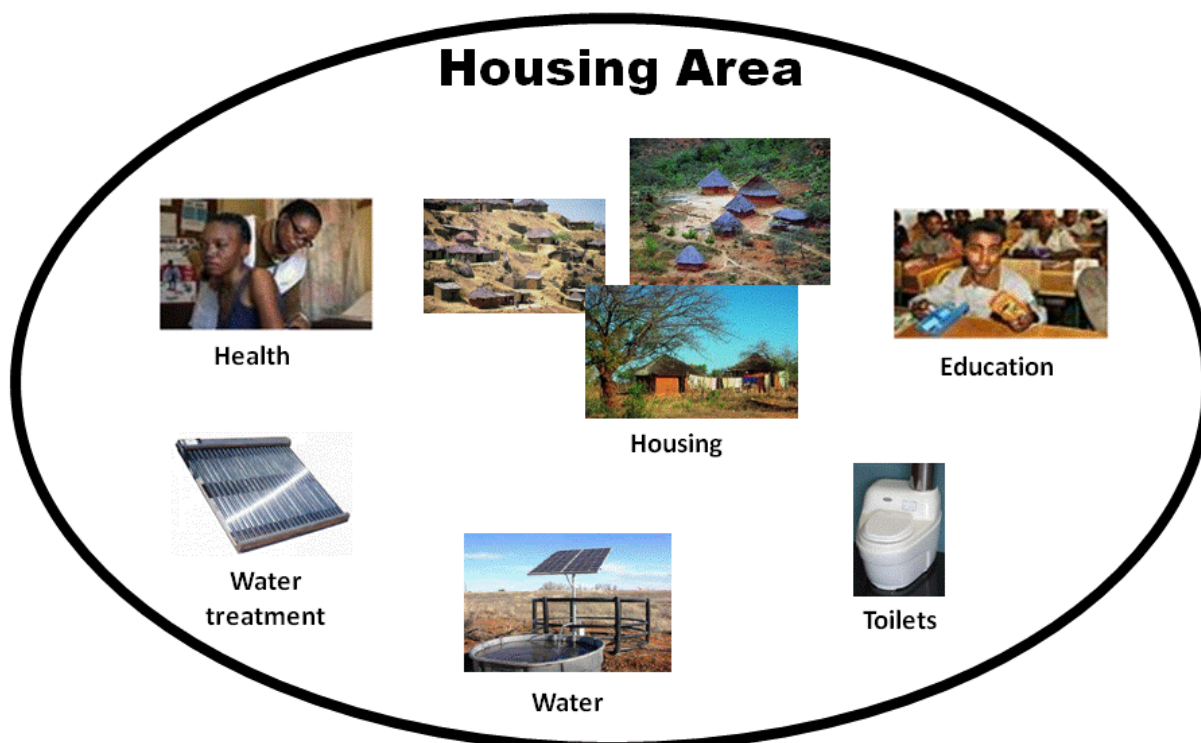 Housing Area
Health
Education
Housing
Water
treatment
Toilets
Water